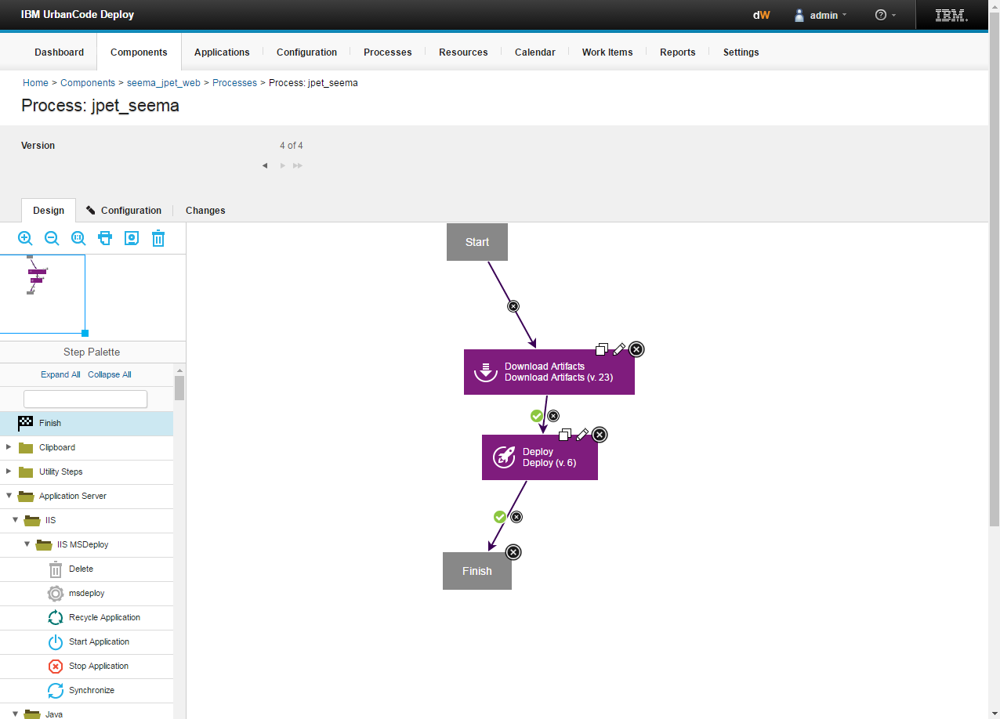 IBM UrbanCode Deploy
dW admin ? IBM.
Dashboard Components Applications Configuration Processes Resources Calendar Work Items Reports Settings
Home > Components > seema_jpet_web > Processes > Process: jpet_seema
Process: jpet_seema
Version 4 of 4
Design Configuration Changes
Step Palette
Expand All Collapse All
Finish
Clipboard
Utility Steps
Application Server
IIS
IIS MSDeploy
Delete
msdeploy
Recycle Application
Start Application
Stop Application
Synchronize
Java
Start
Download Artifacts
Download Artifacts (v. 23)
Deploy
Deploy (v. 6)
Finish